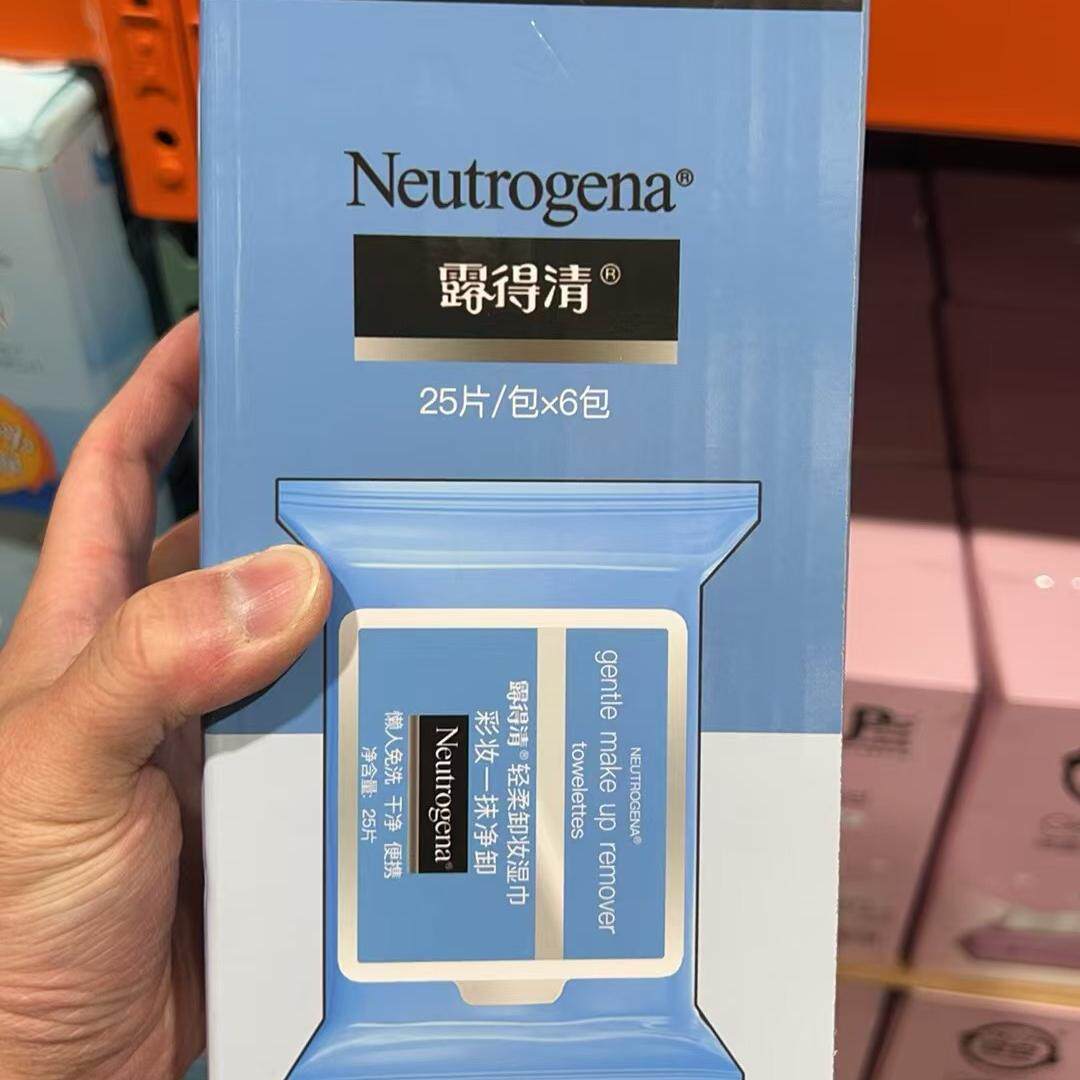 Neutrogena®
露得清®
25片/包×6包
NEUTROGENA®
gentle make up remover
towelettes
露得清®轻柔卸妆湿巾
彩妆一抹净卸
Neutrogena®
懒人免洗 干净 便携
净含量: 25片